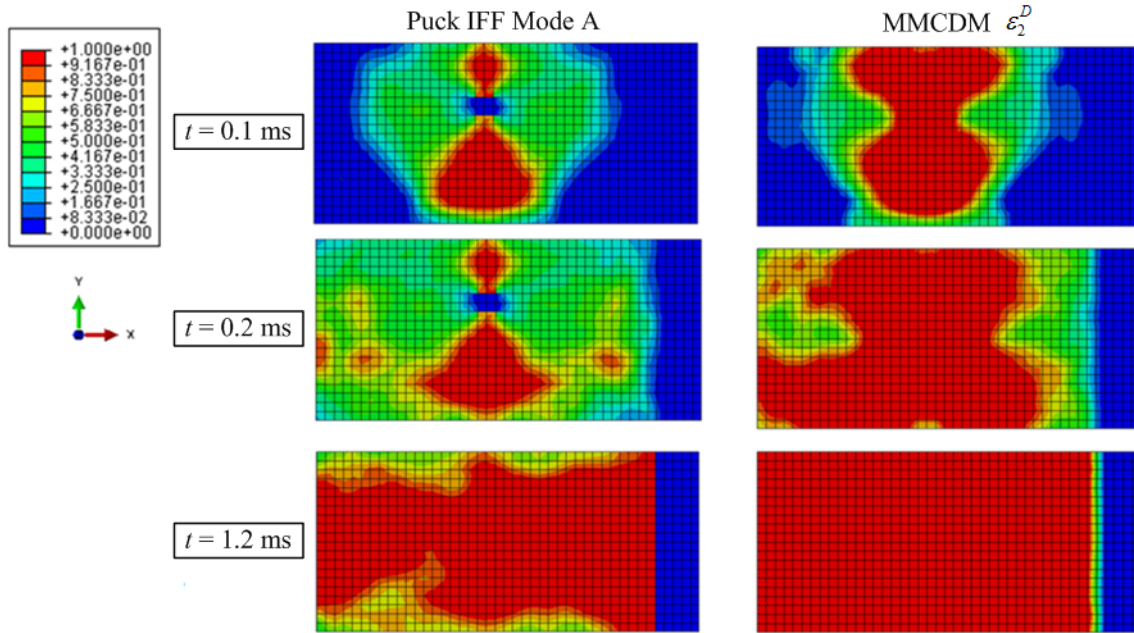 Puck IFF Mode A
MMCDM ε₂ᴰ
+1.000e+00
+9.167e-01
+8.333e-01
+7.500e-01
+6.667e-01
+5.833e-01
+5.000e-01
+4.167e-01
+3.333e-01
+2.500e-01
+1.667e-01
+8.333e-02
+0.000e+00
t = 0.1 ms
Y
X
t = 0.2 ms
t = 1.2 ms